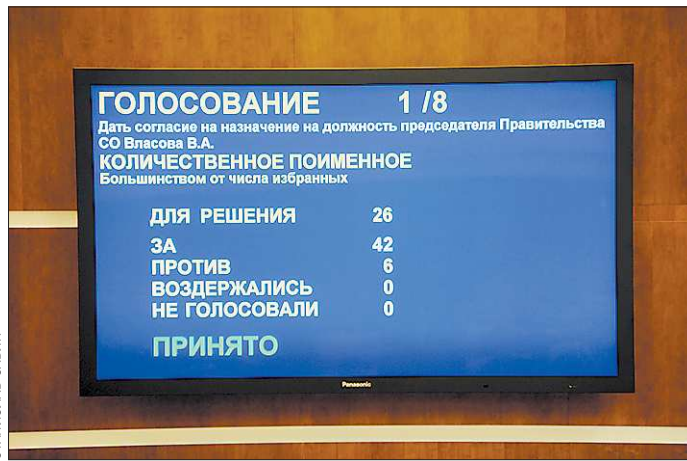 ГОЛОСОВАНИЕ 1 /8
Дать согласие на назначение на должность председателя Правительства
СО Власова В.А.
КОЛИЧЕСТВЕННОЕ ПОИМЕННОЕ
Большинством от числа избранных
ДЛЯ РЕШЕНИЯ 26
ЗА 42
ПРОТИВ 6
ВОЗДЕРЖАЛИСЬ 0
НЕ ГОЛОСОВАЛИ 0
ПРИНЯТО
Panasonic